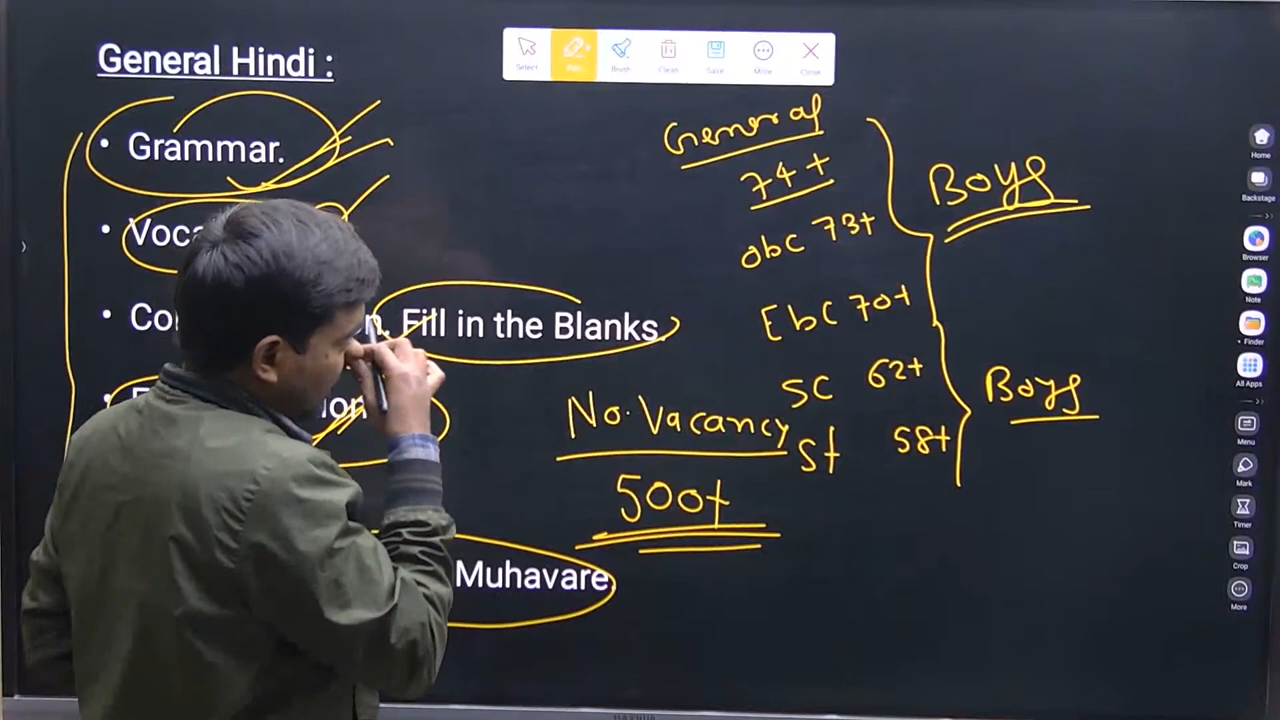 General Hindi :
• Grammar.
• Voca
• Co n. Fill in the Blanks.
ion
Muhavare
General
74+
obc 73+
Ebc 70+
SC 62+
St 58+
Boys
Boys
No. Vacancy
500+
Select
Pen
Brush
Clean
Save
More
Close
Home
Backstage
Browser
Note
Finder
All Apps
Menu
Mark
Timer
Crop
More